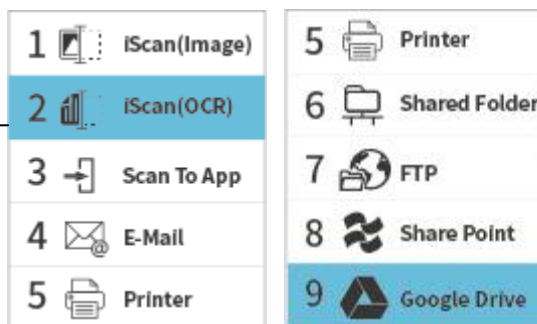 1 iScan(Image)
2 iScan(OCR)
3 Scan To App
4 E-Mail
5 Printer
5 Printer
6 Shared Folder
7 FTP
8 Share Point
9 Google Drive